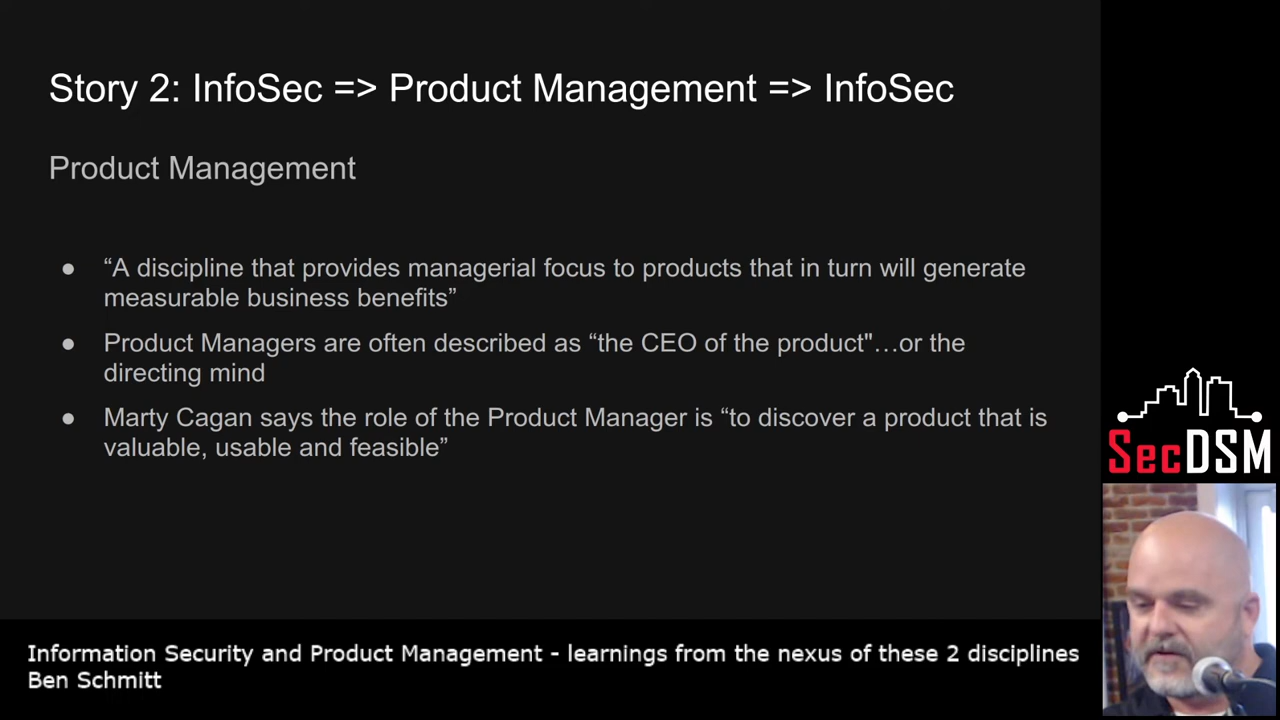 Story 2: InfoSec => Product Management => InfoSec
Product Management
● “A discipline that provides managerial focus to products that in turn will generate
measurable business benefits”
● Product Managers are often described as “the CEO of the product"…or the
directing mind
● Marty Cagan says the role of the Product Manager is “to discover a product that is
valuable, usable and feasible”
SecDSM
Information Security and Product Management - learnings from the nexus of these 2 disciplines
Ben Schmitt